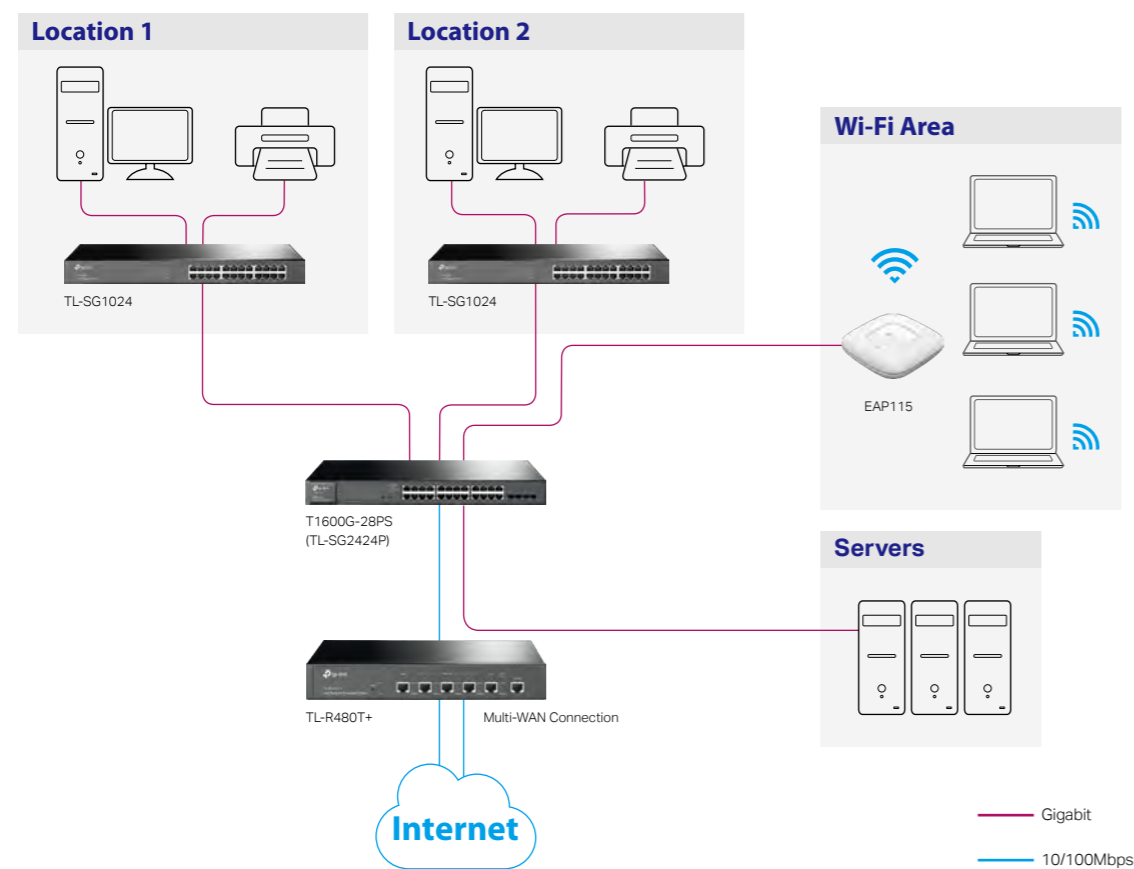 Location 1
Location 2
TL-SG1024
TL-SG1024
Wi-Fi Area
EAP115
T1600G-28PS
(TL-SG2424P)
Servers
TL-R480T+
Multi-WAN Connection
Internet
Gigabit
10/100Mbps